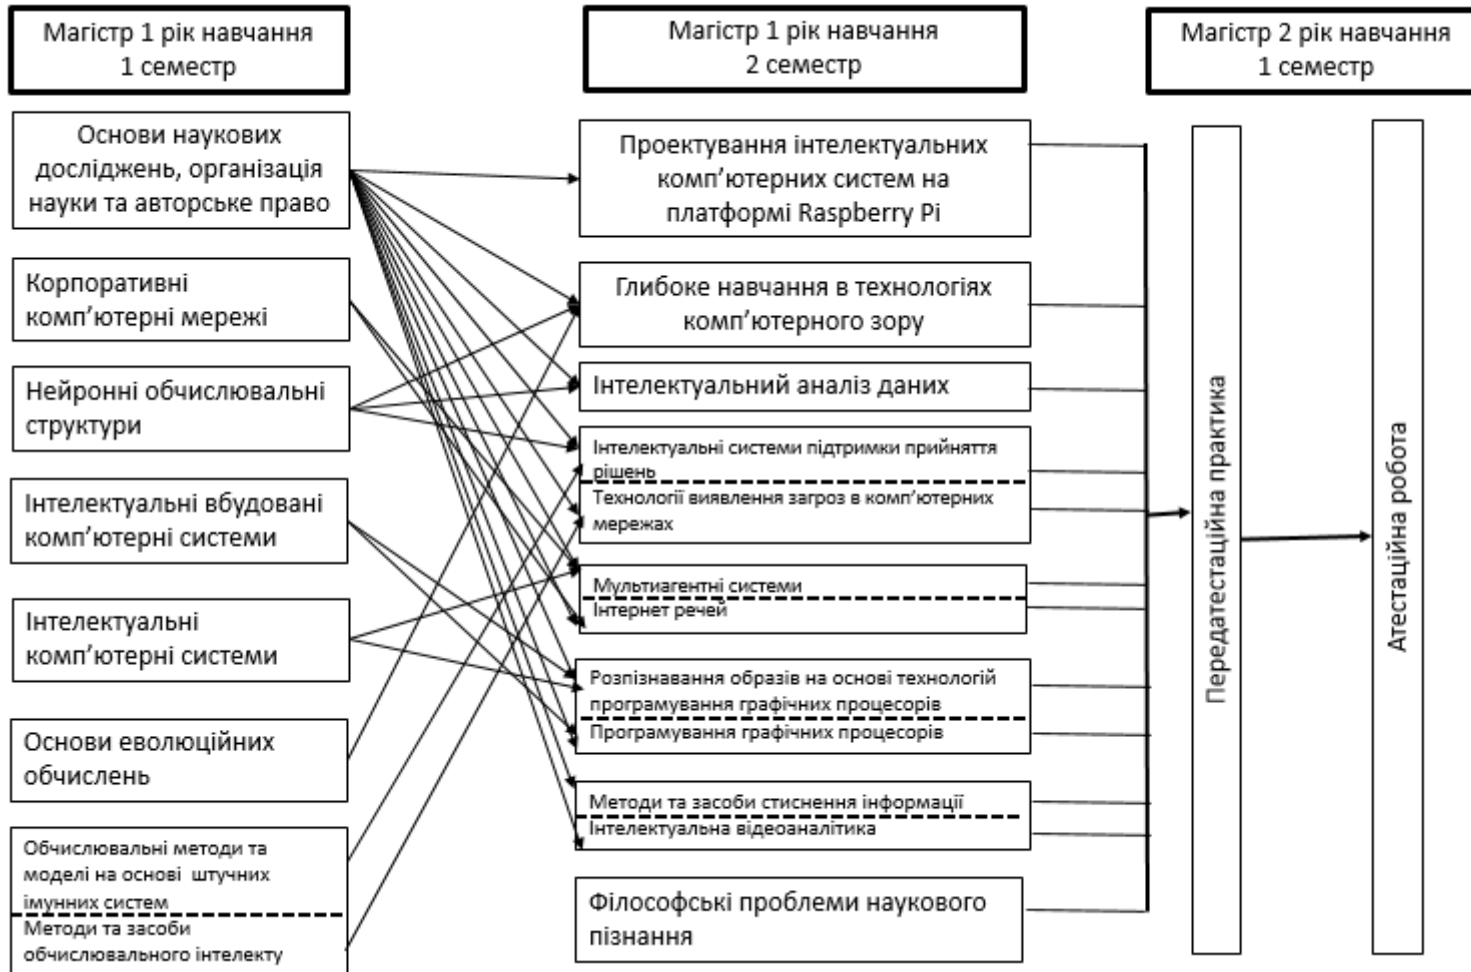 Магістр 1 рік навчання
1 семестр
Основи наукових
досліджень, організація
науки та авторське право
Корпоративні
комп'ютерні мережі
Нейронні обчислювальні
структури
Інтелектуальні вбудовані
комп'ютерні системи
Інтелектуальні
комп'ютерні системи
Основи еволюційних
обчислень
Обчислювальні методи та
моделі на основі штучних
імунних систем
Методи та засоби
обчислювального інтелекту
Магістр 1 рік навчання
2 семестр
Проектування інтелектуальних
комп'ютерних систем на
платформі Raspberry Pi
Глибоке навчання в технологіях
комп'ютерного зору
Інтелектуальний аналіз даних
Інтелектуальні системи підтримки прийняття
рішень
Технології виявлення загроз в комп'ютерних
мережах
Мультиагентні системи
Інтернет речей
Розпізнавання образів на основі технологій
програмування графічних процесорів
Програмування графічних процесорів
Методи та засоби стиснення інформації
Інтелектуальна відеоаналітика
Філософські проблеми наукового
пізнання
Магістр 2 рік навчання
1 семестр
Передатестаційна практика
Атестаційна робота